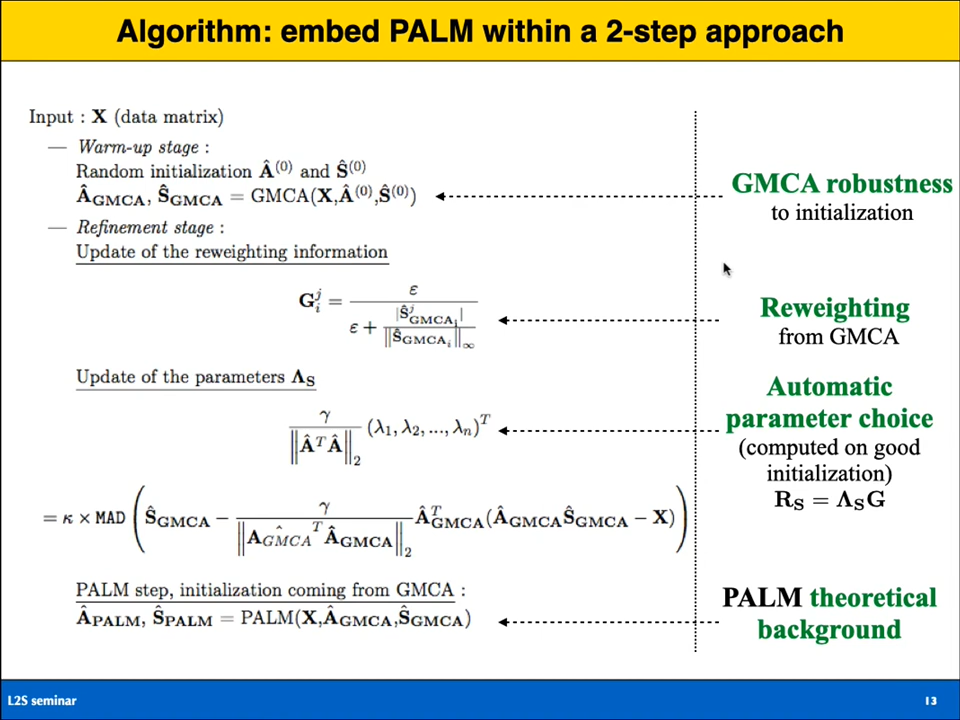 Algorithm: embed PALM within a 2-step approach
Input : X (data matrix)
— Warm-up stage :
Random initialization Â⁽⁰⁾ and Ŝ⁽⁰⁾
Â_GMCA, Ŝ_GMCA = GMCA(X,Â⁽⁰⁾,Ŝ⁽⁰⁾)
GMCA robustness
to initialization
— Refinement stage :
Update of the reweighting information
G_i^j = ε / (ε + |Ŝ_GMCA_i^j| / ‖Ŝ_GMCA_i‖_∞)
Reweighting
from GMCA
Update of the parameters Λ_S
γ / ‖Â^T Â‖_2 (λ_1, λ_2, ..., λ_n)^T
= κ × MAD ( Ŝ_GMCA − γ / ‖Â_GMCA^T Â_GMCA‖_2 Â_GMCA^T (Â_GMCA Ŝ_GMCA − X) )
Automatic
parameter choice
(computed on good
initialization)
R_S = Λ_S G
PALM step, initialization coming from GMCA :
Â_PALM, Ŝ_PALM = PALM(X,Â_GMCA,Ŝ_GMCA)
PALM theoretical
background
L2S seminar
13